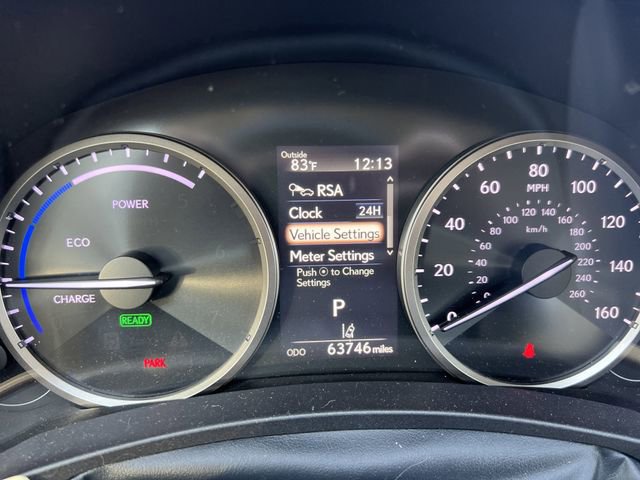 POWER
ECO
CHARGE
READY
PARK
Outside
83°F 12:13
RSA
Clock 24H
Vehicle Settings
Meter Settings
Push ⊙ to Change
Settings
P
ODO 63746 miles
0
20
40
60
80
100
120
140
160
MPH
km/h
0
20
40
60
80
100 120 140 160
180
200
220
240
260